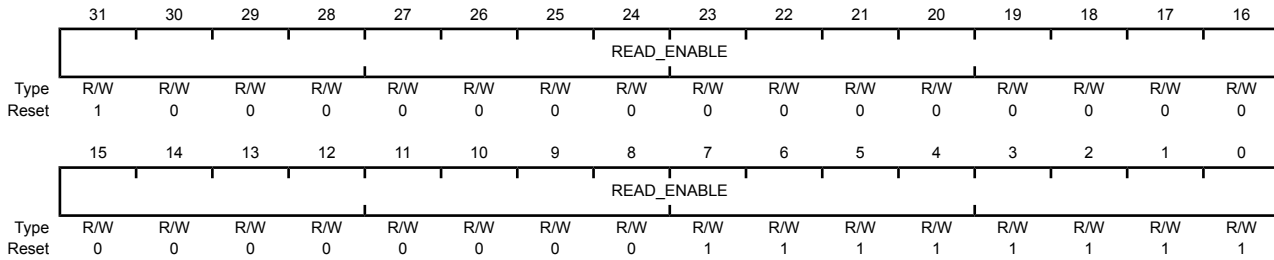 31 30 29 28 27 26 25 24 23 22 21 20 19 18 17 16
READ_ENABLE
Type R/W R/W R/W R/W R/W R/W R/W R/W R/W R/W R/W R/W R/W R/W R/W R/W
Reset 1 0 0 0 0 0 0 0 0 0 0 0 0 0 0 0
15 14 13 12 11 10 9 8 7 6 5 4 3 2 1 0
READ_ENABLE
Type R/W R/W R/W R/W R/W R/W R/W R/W R/W R/W R/W R/W R/W R/W R/W R/W
Reset 0 0 0 0 0 0 0 0 1 1 1 1 1 1 1 1